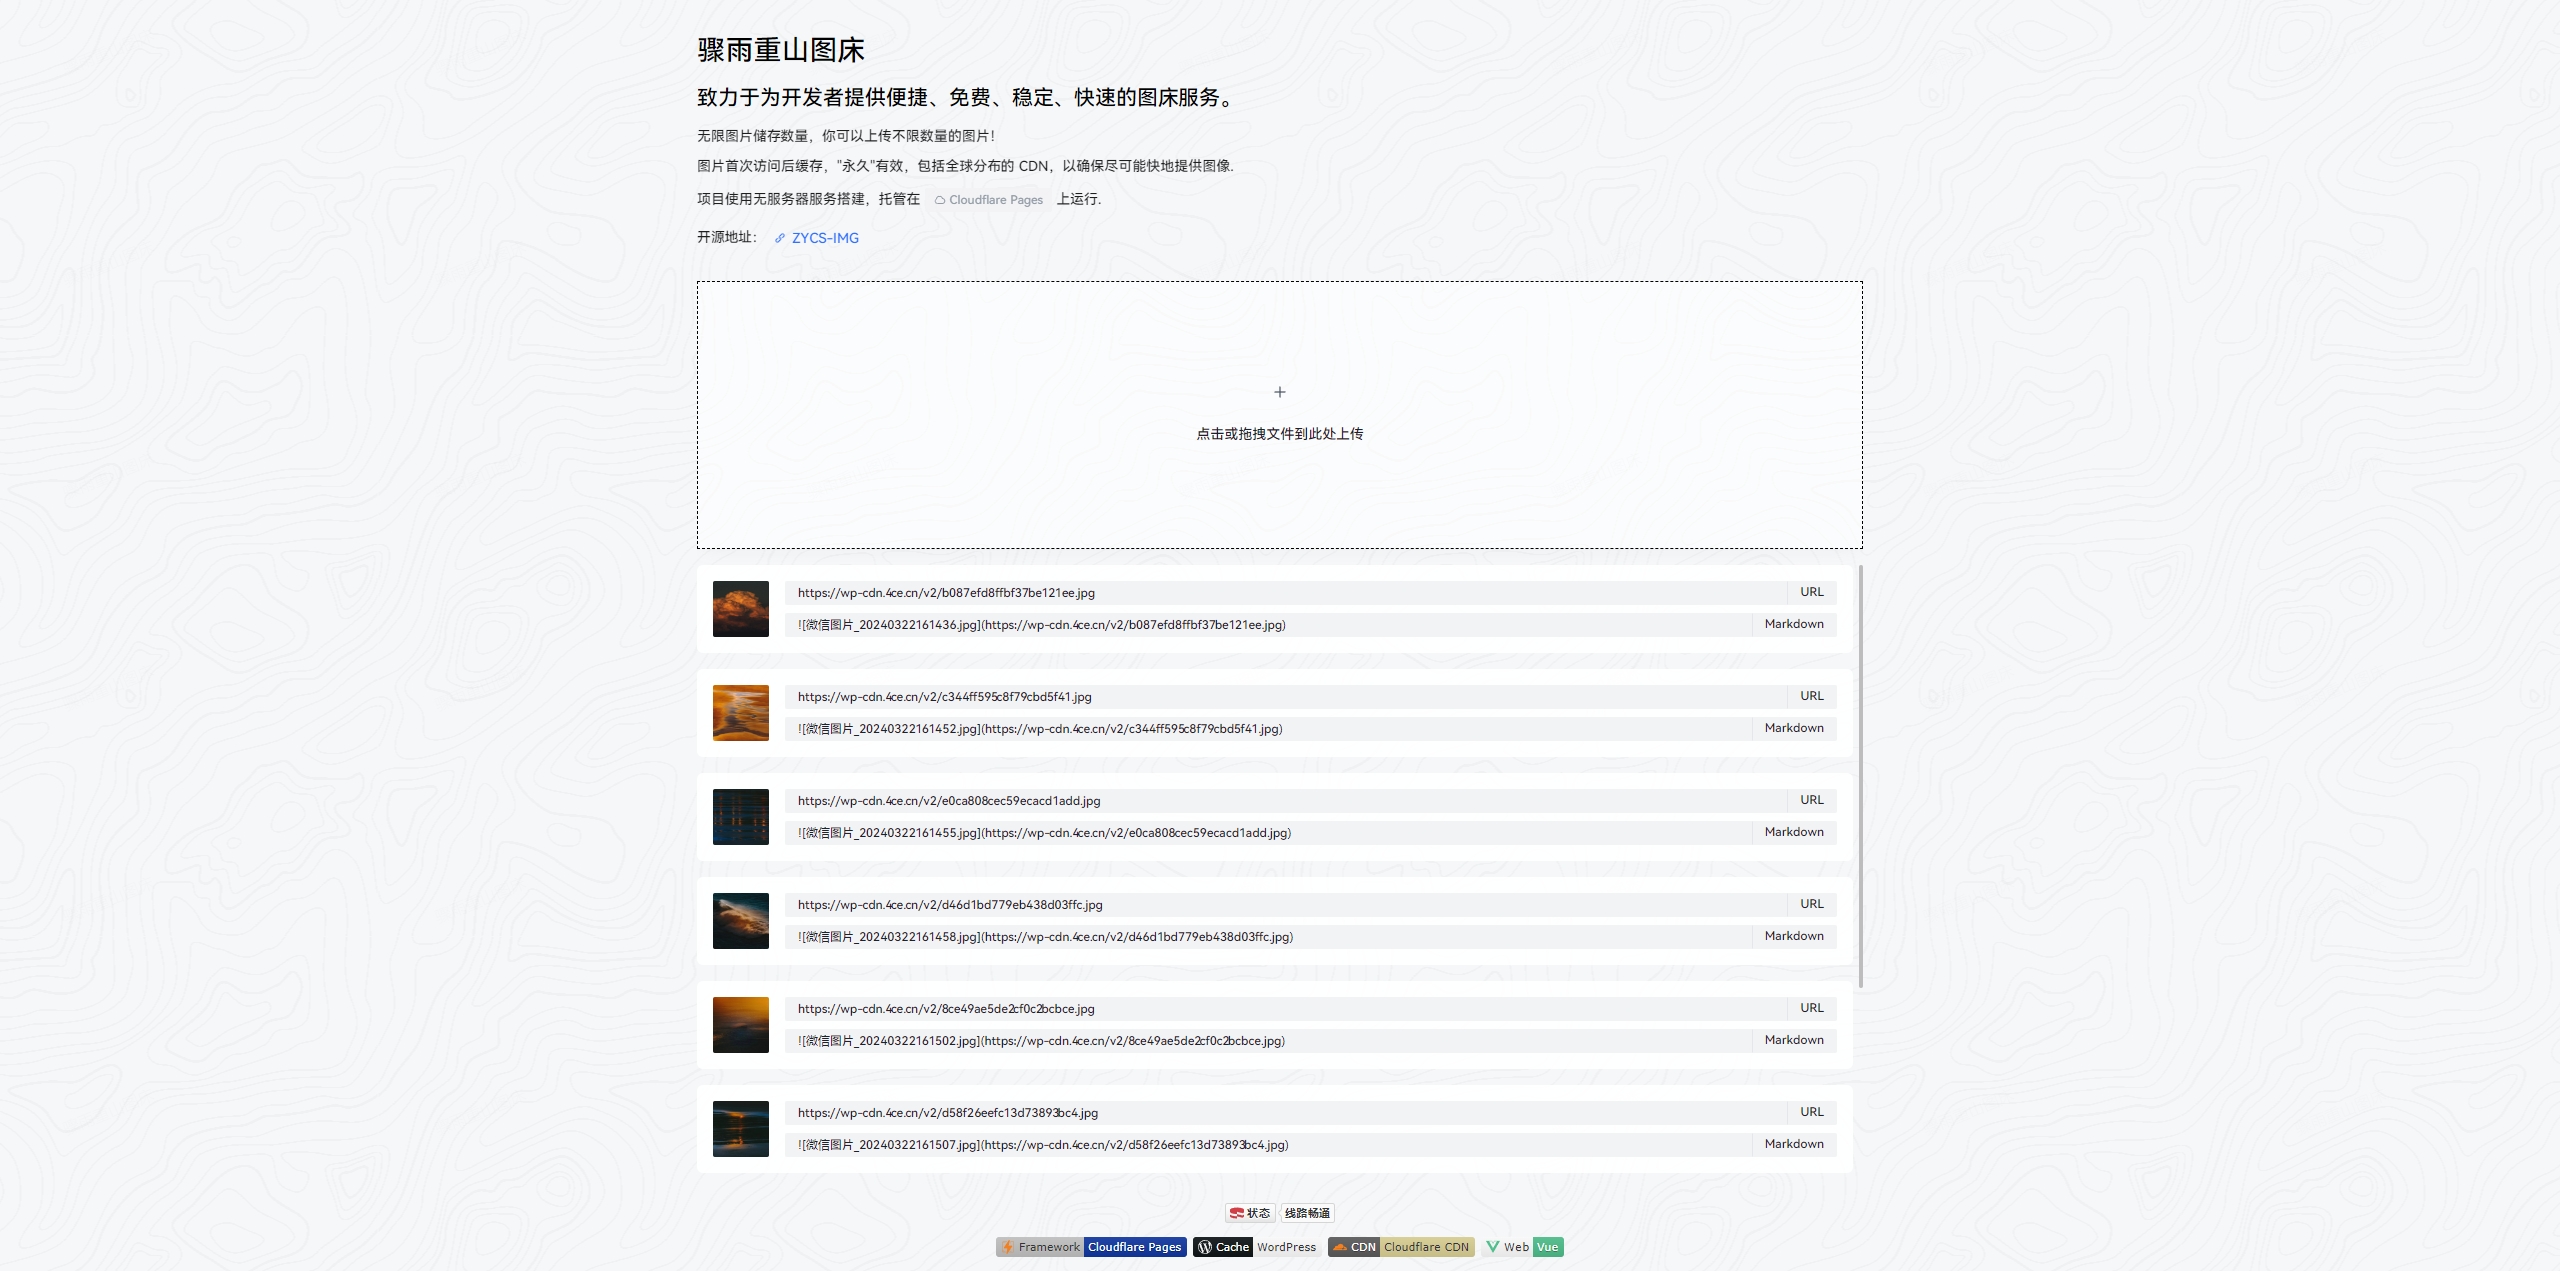 骤雨重山图床
致力于为开发者提供便捷、免费、稳定、快速的图床服务。
无限图片储存数量，你可以上传不限数量的图片！
图片首次访问后缓存，"永久"有效，包括全球分布的 CDN，以确保尽可能快地提供图像.
项目使用无服务器服务搭建，托管在 Cloudflare Pages 上运行.
开源地址： ZYCS-IMG
点击或拖拽文件到此处上传
https://wp-cdn.4ce.cn/v2/b087efd8ffbf37be121ee.jpg URL
![微信图片_20240322161436.jpg](https://wp-cdn.4ce.cn/v2/b087efd8ffbf37be121ee.jpg) Markdown
https://wp-cdn.4ce.cn/v2/c344ff595c8f79cbd5f41.jpg URL
![微信图片_20240322161452.jpg](https://wp-cdn.4ce.cn/v2/c344ff595c8f79cbd5f41.jpg) Markdown
https://wp-cdn.4ce.cn/v2/e0ca808cec59ecacd1add.jpg URL
![微信图片_20240322161455.jpg](https://wp-cdn.4ce.cn/v2/e0ca808cec59ecacd1add.jpg) Markdown
https://wp-cdn.4ce.cn/v2/d46d1bd779eb438d03ffc.jpg URL
![微信图片_20240322161458.jpg](https://wp-cdn.4ce.cn/v2/d46d1bd779eb438d03ffc.jpg) Markdown
https://wp-cdn.4ce.cn/v2/8ce49ae5de2cf0c2bcbce.jpg URL
![微信图片_20240322161502.jpg](https://wp-cdn.4ce.cn/v2/8ce49ae5de2cf0c2bcbce.jpg) Markdown
https://wp-cdn.4ce.cn/v2/d58f26eefc13d73893bc4.jpg URL
![微信图片_20240322161507.jpg](https://wp-cdn.4ce.cn/v2/d58f26eefc13d73893bc4.jpg) Markdown
状态 线路畅通
Framework Cloudflare Pages Cache WordPress CDN Cloudflare CDN Web Vue